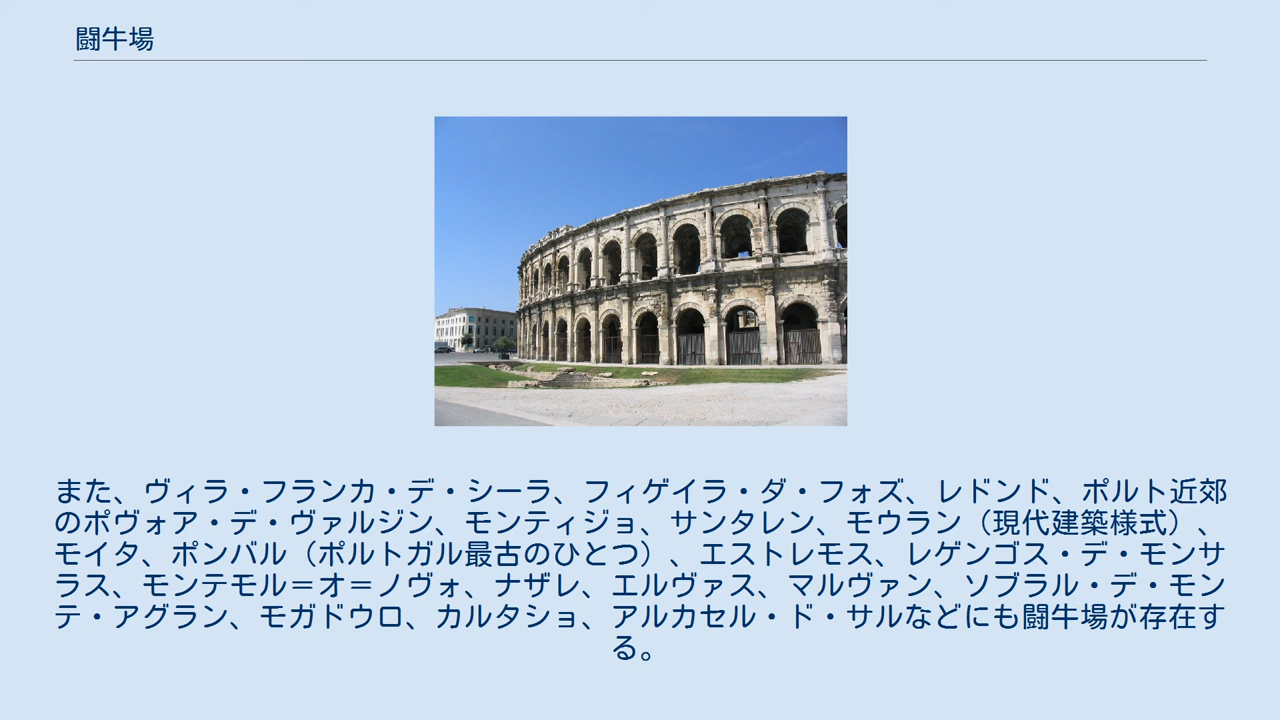 闘牛場
また、ヴィラ・フランカ・デ・シーラ、フィゲイラ・ダ・フォズ、レドンド、ポルト近郊
のポヴォア・デ・ヴァルジン、モンティジョ、サンタレン、モウラン（現代建築様式）、
モイタ、ポンバル（ポルトガル最古のひとつ）、エストレモス、レゲンゴス・デ・モンサ
ラス、モンテモル＝オ＝ノヴォ、ナザレ、エルヴァス、マルヴァン、ソブラル・デ・モン
テ・アグラン、モガドウロ、カルタショ、アルカセル・ド・サルなどにも闘牛場が存在す
る。